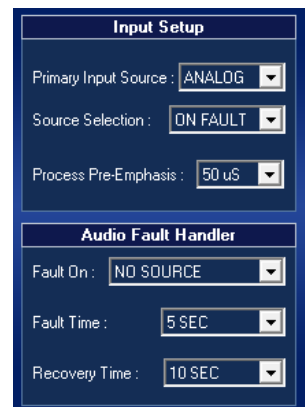 Input Setup
Primary Input Source : ANALOG
Source Selection : ON FAULT
Process Pre-Emphasis : 50 uS
Audio Fault Handler
Fault On : NO SOURCE
Fault Time : 5 SEC
Recovery Time : 10 SEC